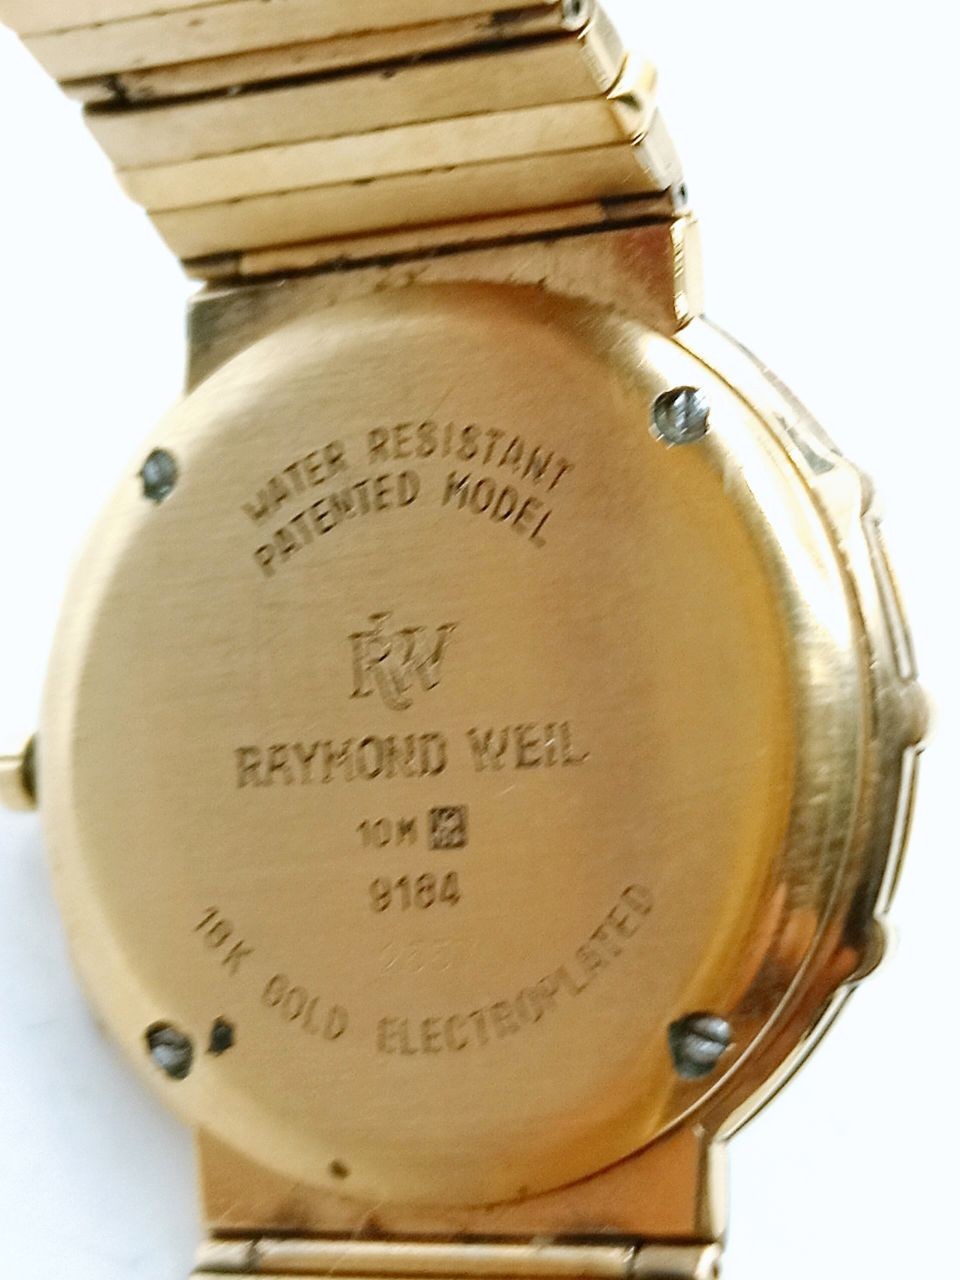 WATER RESISTANT
PATENTED MODEL
RW
RAYMOND WEIL
10M
9184
18K GOLD ELECTROPLATED